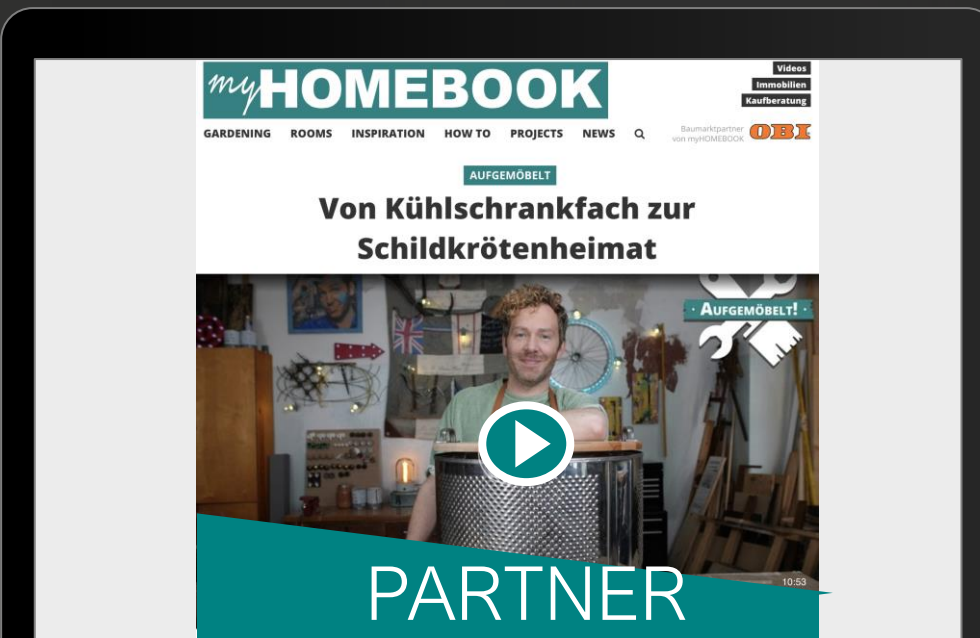 myHOMEBOOK
Videos
Immobilien
Kaufberatung
GARDENING ROOMS INSPIRATION HOW TO PROJECTS NEWS
Baumarktpartner
von myHOMEBOOK
OBI
AUFGEMÖBELT
Von Kühlschrankfach zur
Schildkrötenheimat
· AUFGEMÖBELT! ·
10:53
PARTNER